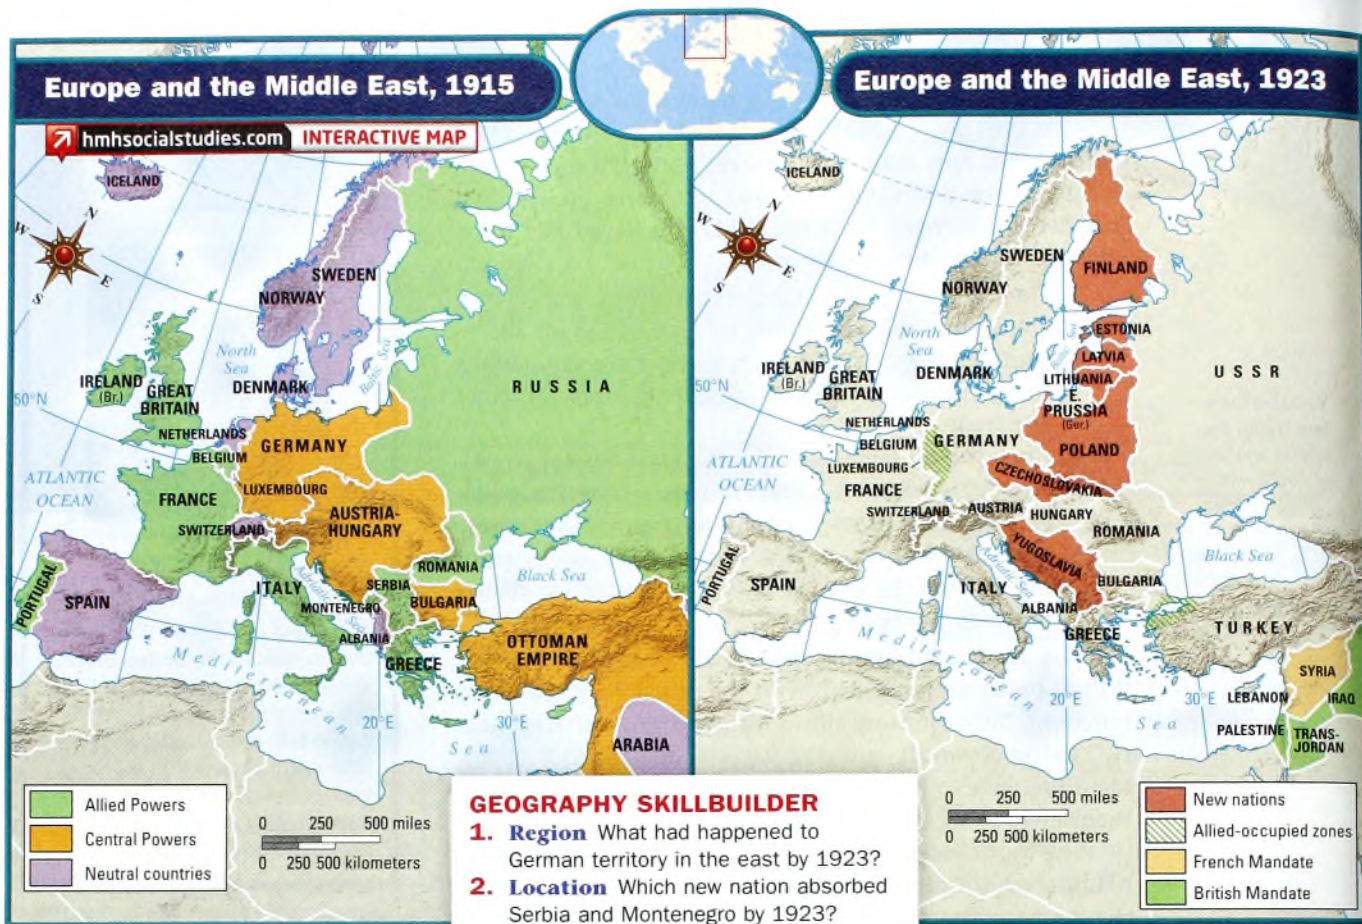 Europe and the Middle East, 1915
hmhsocialstudies.com INTERACTIVE MAP
ICELAND
N
W
E
S
SWEDEN
NORWAY
North
Sea
Baltic Sea
DENMARK
IRELAND
(Br.)
GREAT
BRITAIN
RUSSIA
50°N
NETHERLANDS
BELGIUM
GERMANY
ATLANTIC
OCEAN
LUXEMBOURG
FRANCE
AUSTRIA-
HUNGARY
SWITZERLAND
ROMANIA
Black Sea
PORTUGAL
SPAIN
ITALY
Adriatic Sea
SERBIA
MONTENEGRO
BULGARIA
ALBANIA
GREECE
OTTOMAN
EMPIRE
Mediterranean
Sea
20°E
30°E
ARABIA
Allied Powers
Central Powers
Neutral countries
0 250 500 miles
0 250 500 kilometers
Europe and the Middle East, 1923
ICELAND
N
W
E
S
SWEDEN
FINLAND
NORWAY
ESTONIA
North
Sea
Baltic Sea
LATVIA
DENMARK
LITHUANIA
IRELAND
(Br.)
GREAT
BRITAIN
USSR
50°N
E.
PRUSSIA
(Ger.)
NETHERLANDS
BELGIUM
GERMANY
POLAND
ATLANTIC
OCEAN
LUXEMBOURG
CZECHOSLOVAKIA
FRANCE
SWITZERLAND
AUSTRIA
HUNGARY
ROMANIA
YUGOSLAVIA
Black Sea
PORTUGAL
SPAIN
ITALY
Adriatic Sea
BULGARIA
ALBANIA
GREECE
TURKEY
Mediterranean
Sea
20°E
30°E
SYRIA
LEBANON
IRAQ
PALESTINE
TRANS-
JORDAN
0 250 500 miles
0 250 500 kilometers
New nations
Allied-occupied zones
French Mandate
British Mandate
GEOGRAPHY SKILLBUILDER
1. Region What had happened to
German territory in the east by 1923?
2. Location Which new nation absorbed
Serbia and Montenegro by 1923?